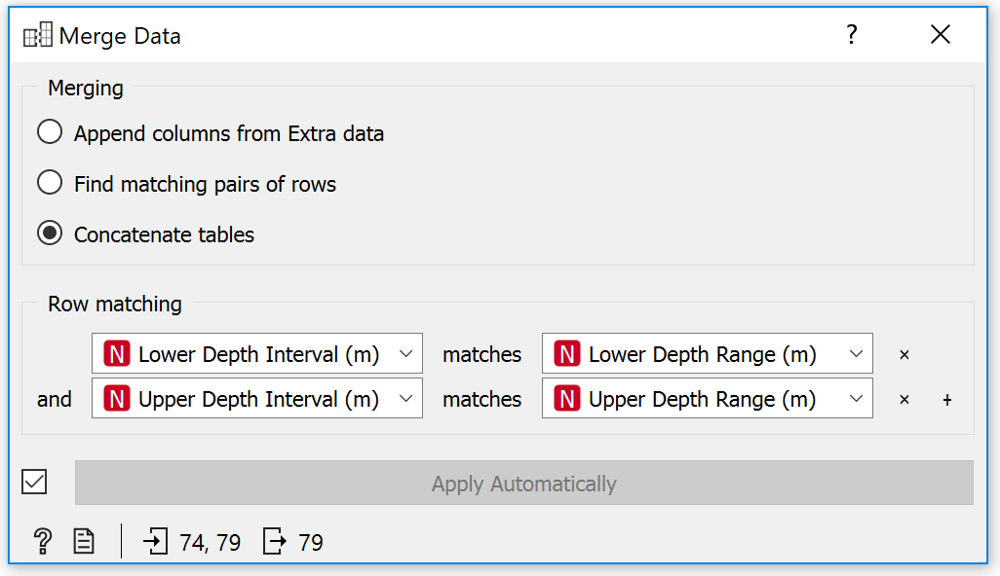 Merge Data ?
Merging
Append columns from Extra data
Find matching pairs of rows
Concatenate tables
Row matching
N Lower Depth Interval (m) matches N Lower Depth Range (m) ×
and N Upper Depth Interval (m) matches N Upper Depth Range (m) × +
Apply Automatically
? 74, 79 79